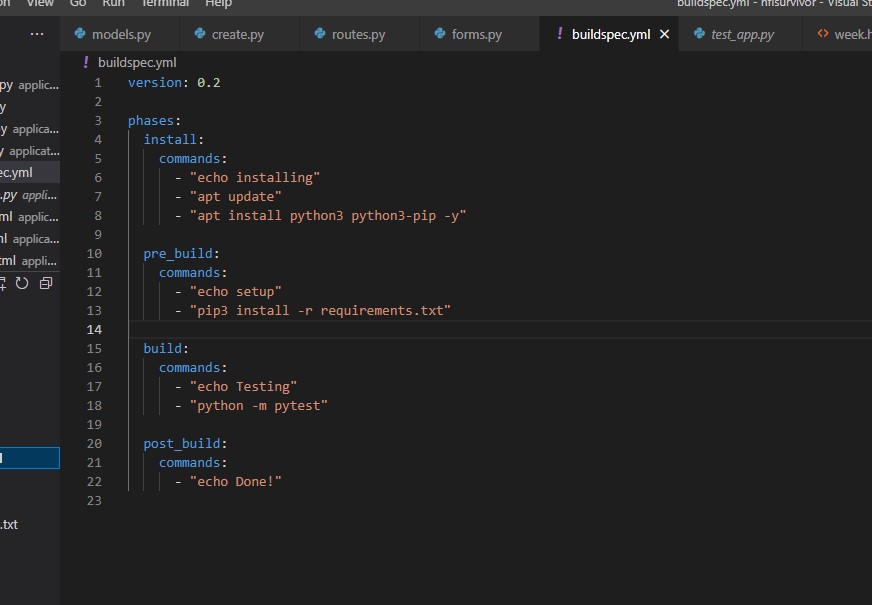 View Go Run Terminal Help
buildspec.yml - nflsurvivor - Visual
models.py create.py routes.py forms.py ! buildspec.yml test_app.py <> week.h
! buildspec.yml
py applic...
y
y applica...
y applicat...
ec.yml
.py appli...
ml applic...
nl applica...
tml appli...
.txt
1 version: 0.2
2
3 phases:
4 install:
5 commands:
6 - "echo installing"
7 - "apt update"
8 - "apt install python3 python3-pip -y"
9
10 pre_build:
11 commands:
12 - "echo setup"
13 - "pip3 install -r requirements.txt"
14
15 build:
16 commands:
17 - "echo Testing"
18 - "python -m pytest"
19
20 post_build:
21 commands:
22 - "echo Done!"
23